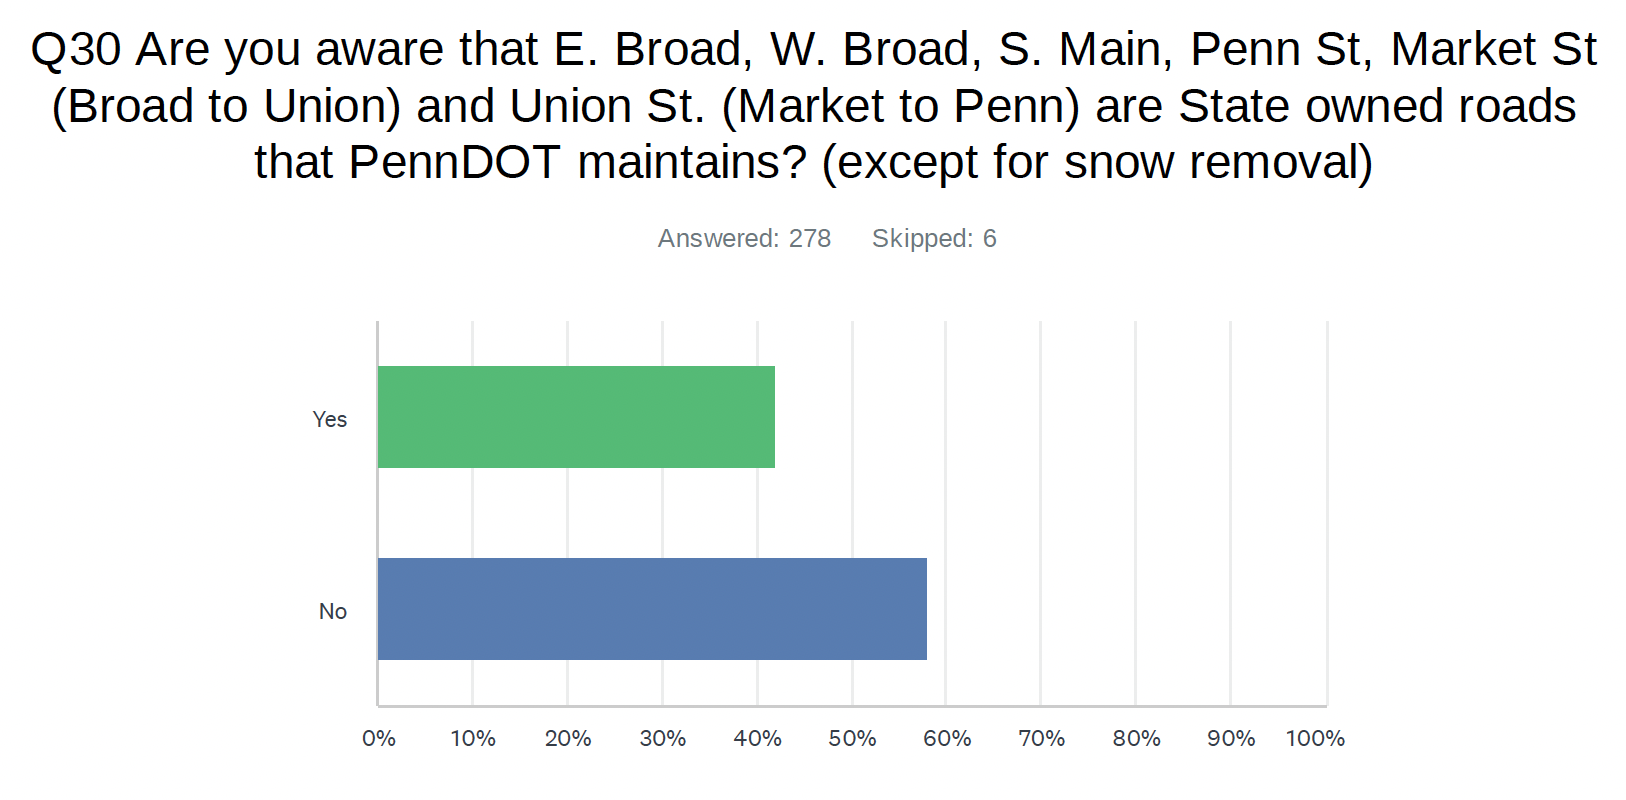 Q30 Are you aware that E. Broad, W. Broad, S. Main, Penn St, Market St
(Broad to Union) and Union St. (Market to Penn) are State owned roads
that PennDOT maintains? (except for snow removal)
Answered: 278 Skipped: 6
Yes
No
0% 10% 20% 30% 40% 50% 60% 70% 80% 90% 100%